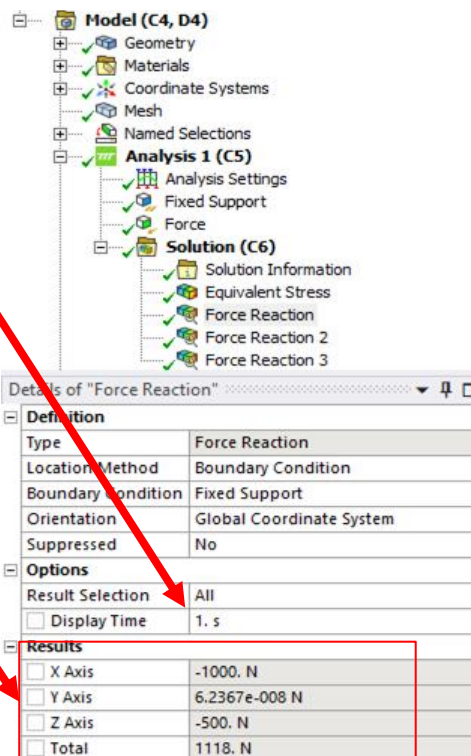 Model (C4, D4)
Geometry
Materials
Coordinate Systems
Mesh
Named Selections
Analysis 1 (C5)
Analysis Settings
Fixed Support
Force
Solution (C6)
Solution Information
Equivalent Stress
Force Reaction
Force Reaction 2
Force Reaction 3
Details of "Force Reaction"
Definition
Type Force Reaction
Location Method Boundary Condition
Boundary Condition Fixed Support
Orientation Global Coordinate System
Suppressed No
Options
Result Selection All
Display Time 1. s
Results
X Axis -1000. N
Y Axis 6.2367e-008 N
Z Axis -500. N
Total 1118. N